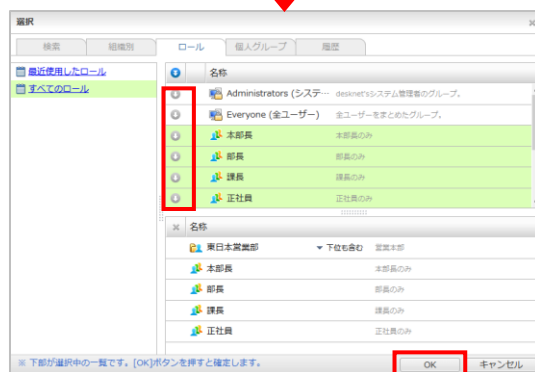 選択
検索 組織別 ロール 個人グループ 履歴
最近使用したロール
すべてのロール
名称
Administrators (システ… desknet'sシステム管理者のグループ。
Everyone (全ユーザー) 全ユーザーをまとめたグループ。
本部長 本部長のみ
部長 部長のみ
課長 課長のみ
正社員 正社員のみ
名称
東日本営業部 ▼ 下位も含む 営業本部
本部長 本部長のみ
部長 部長のみ
課長 課長のみ
正社員 正社員のみ
※ 下部が選択中の一覧です。[OK]ボタンを押すと確定します。
OK キャンセル